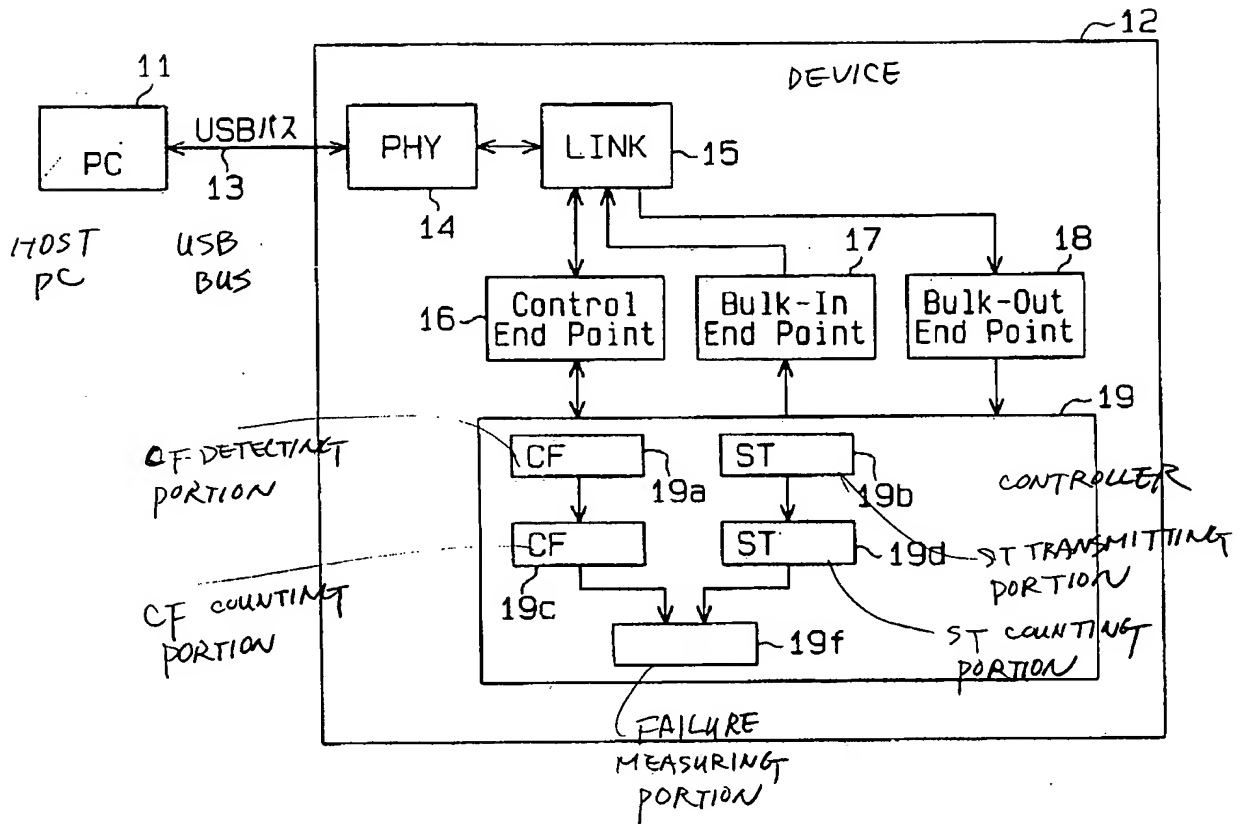 12
DEVICE
11
PC
USBバス
13
PHY
14
LINK
15
HOST
PC
USB
BUS
16
Control
End Point
17
Bulk-In
End Point
18
Bulk-Out
End Point
19
CF DETECTING
PORTION
CF
19a
ST
19b
CONTROLLER
ST TRANSMITTING
PORTION
CF COUNTING
PORTION
CF
19c
ST
19d
ST COUNTING
PORTION
19f
FAILURE
MEASURING
PORTION